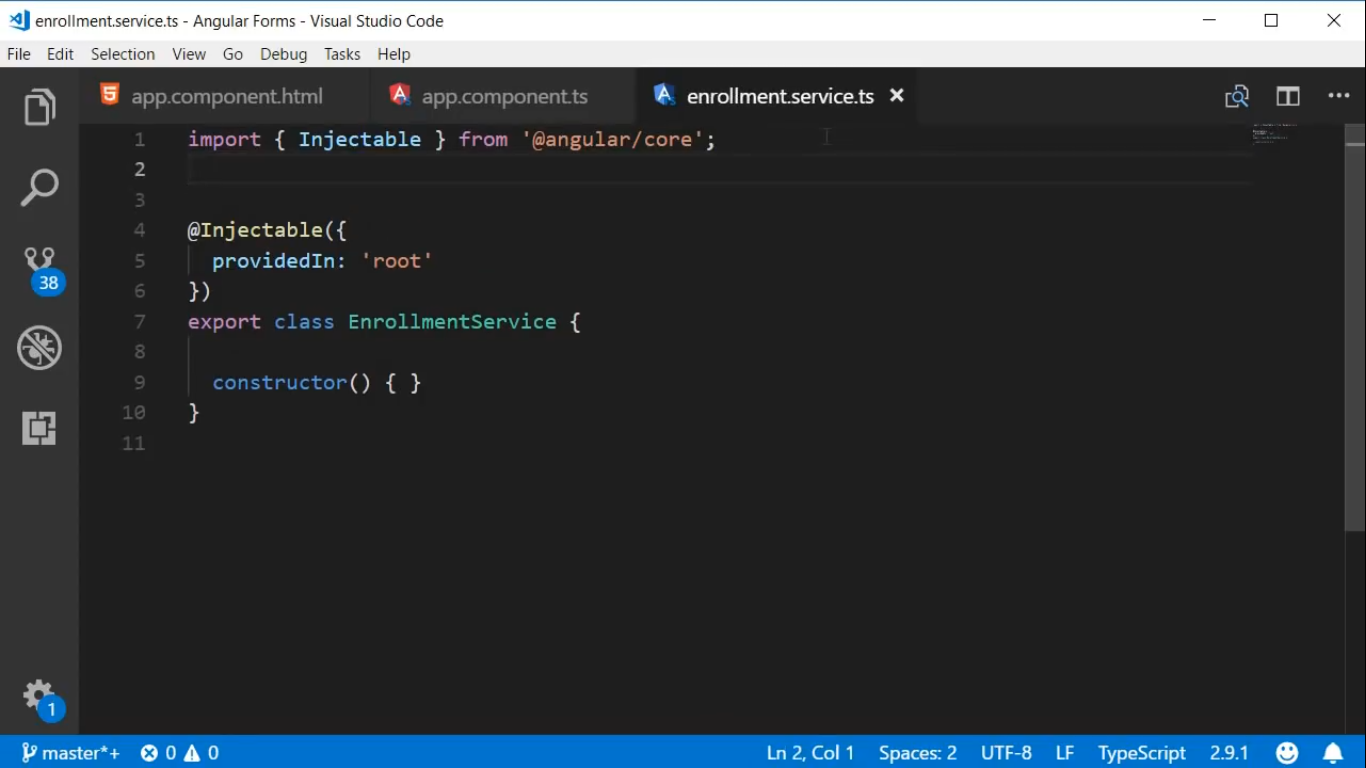 enrollment.service.ts - Angular Forms - Visual Studio Code
File Edit Selection View Go Debug Tasks Help
app.component.html app.component.ts enrollment.service.ts
1 import { Injectable } from '@angular/core';
2
3
4 @Injectable({
5 providedIn: 'root'
6 })
7 export class EnrollmentService {
8
9 constructor() { }
10 }
11
38
1
master*+ 0 0 Ln 2, Col 1 Spaces: 2 UTF-8 LF TypeScript 2.9.1